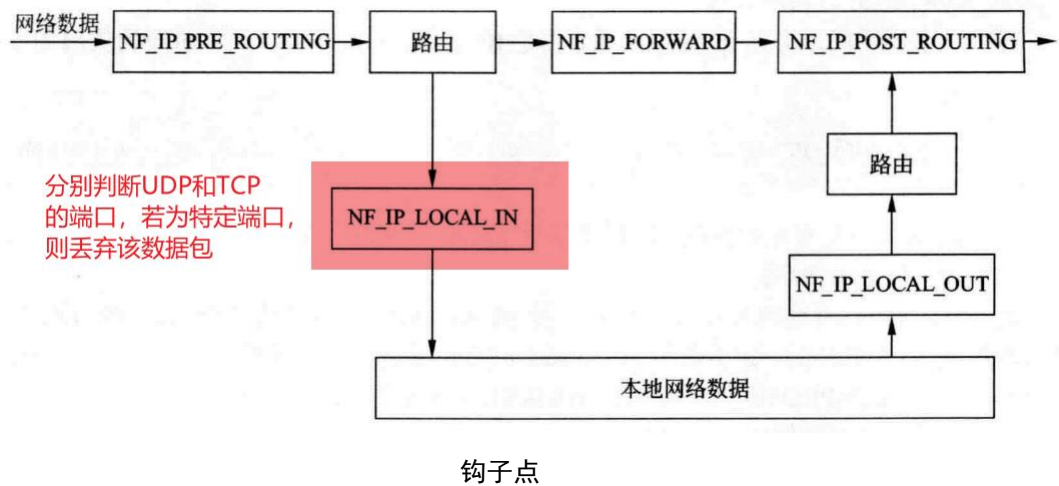 网络数据
NF_IP_PRE_ROUTING
路由
NF_IP_FORWARD
NF_IP_POST_ROUTING
分别判断UDP和TCP
的端口，若为特定端口，
则丢弃该数据包
NF_IP_LOCAL_IN
路由
NF_IP_LOCAL_OUT
本地网络数据
钩子点